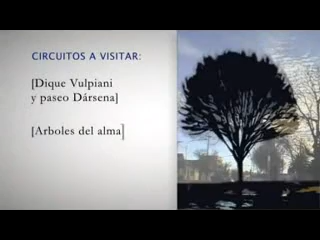 CIRCUITOS A VISITAR:
[Dique Vulpiani
y paseo Dársena]
[Arboles del alma]